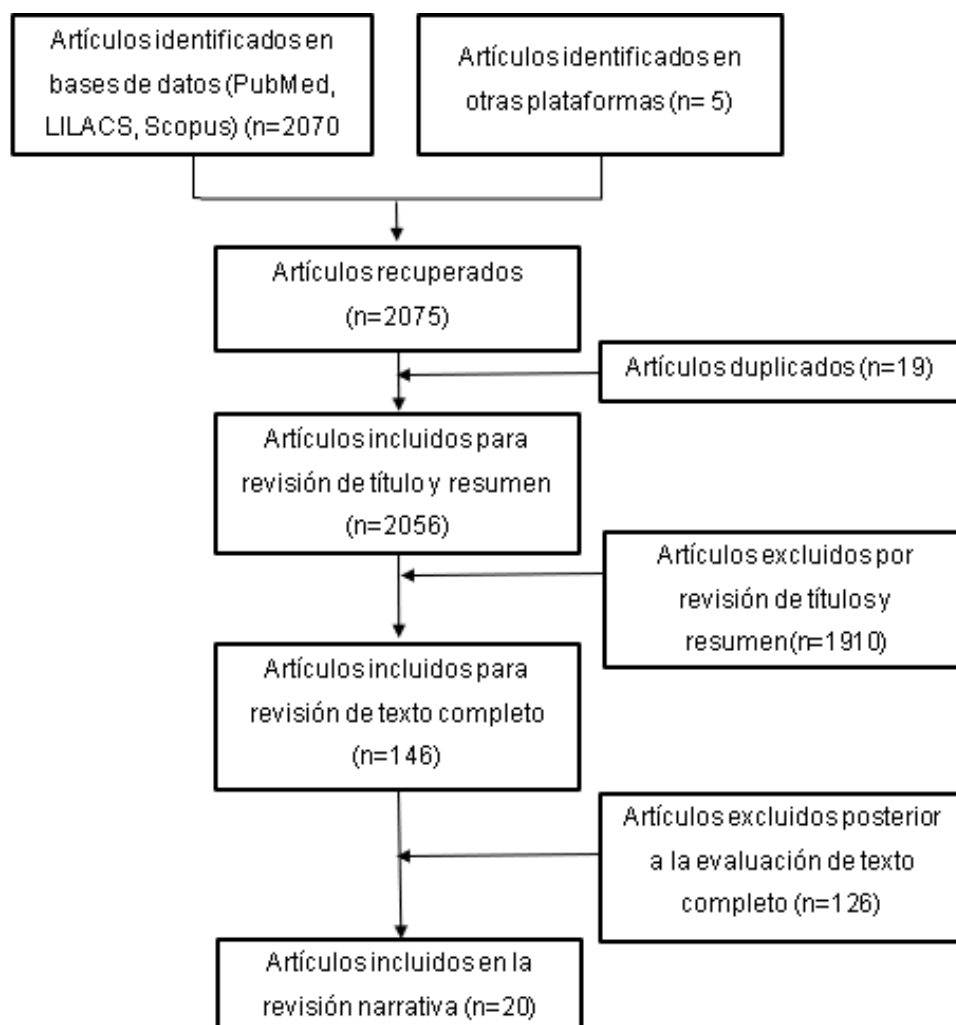 Artículos identificados en
bases de datos (PubMed,
LILACS, Scopus) (n=2070
Artículos identificados en
otras plataformas (n= 5)
Artículos recuperados
(n=2075)
Artículos duplicados (n=19)
Artículos incluidos para
revisión de título y resumen
(n=2056)
Artículos excluidos por
revisión de títulos y
resumen(n=1910)
Artículos incluidos para
revisión de texto completo
(n=146)
Artículos excluidos posterior
a la evaluación de texto
completo (n=126)
Artículos incluidos en la
revisión narrativa (n=20)